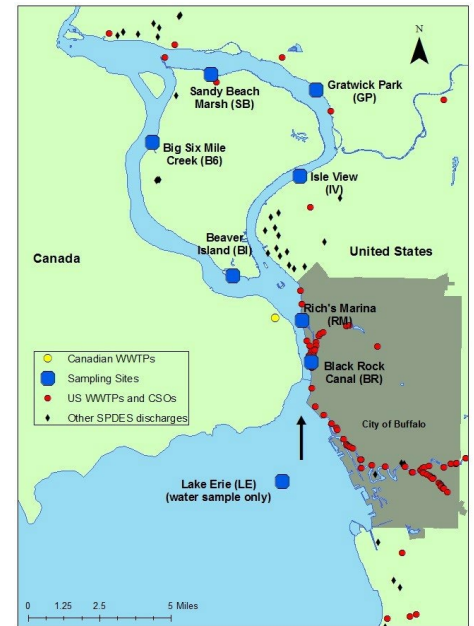 N
Sandy Beach
Marsh (SB)
Gratwick Park
(GP)
Big Six Mile
Creek (B6)
Isle View
(IV)
Beaver
Island (BI)
Canada
United States
Rich's Marina
(RM)
Canadian WWTPs
Sampling Sites
US WWTPs and CSOs
Other SPDES discharges
Black Rock
Canal (BR)
City of Buffalo
Lake Erie (LE)
(water sample only)
0 1.25 2.5 5 Miles